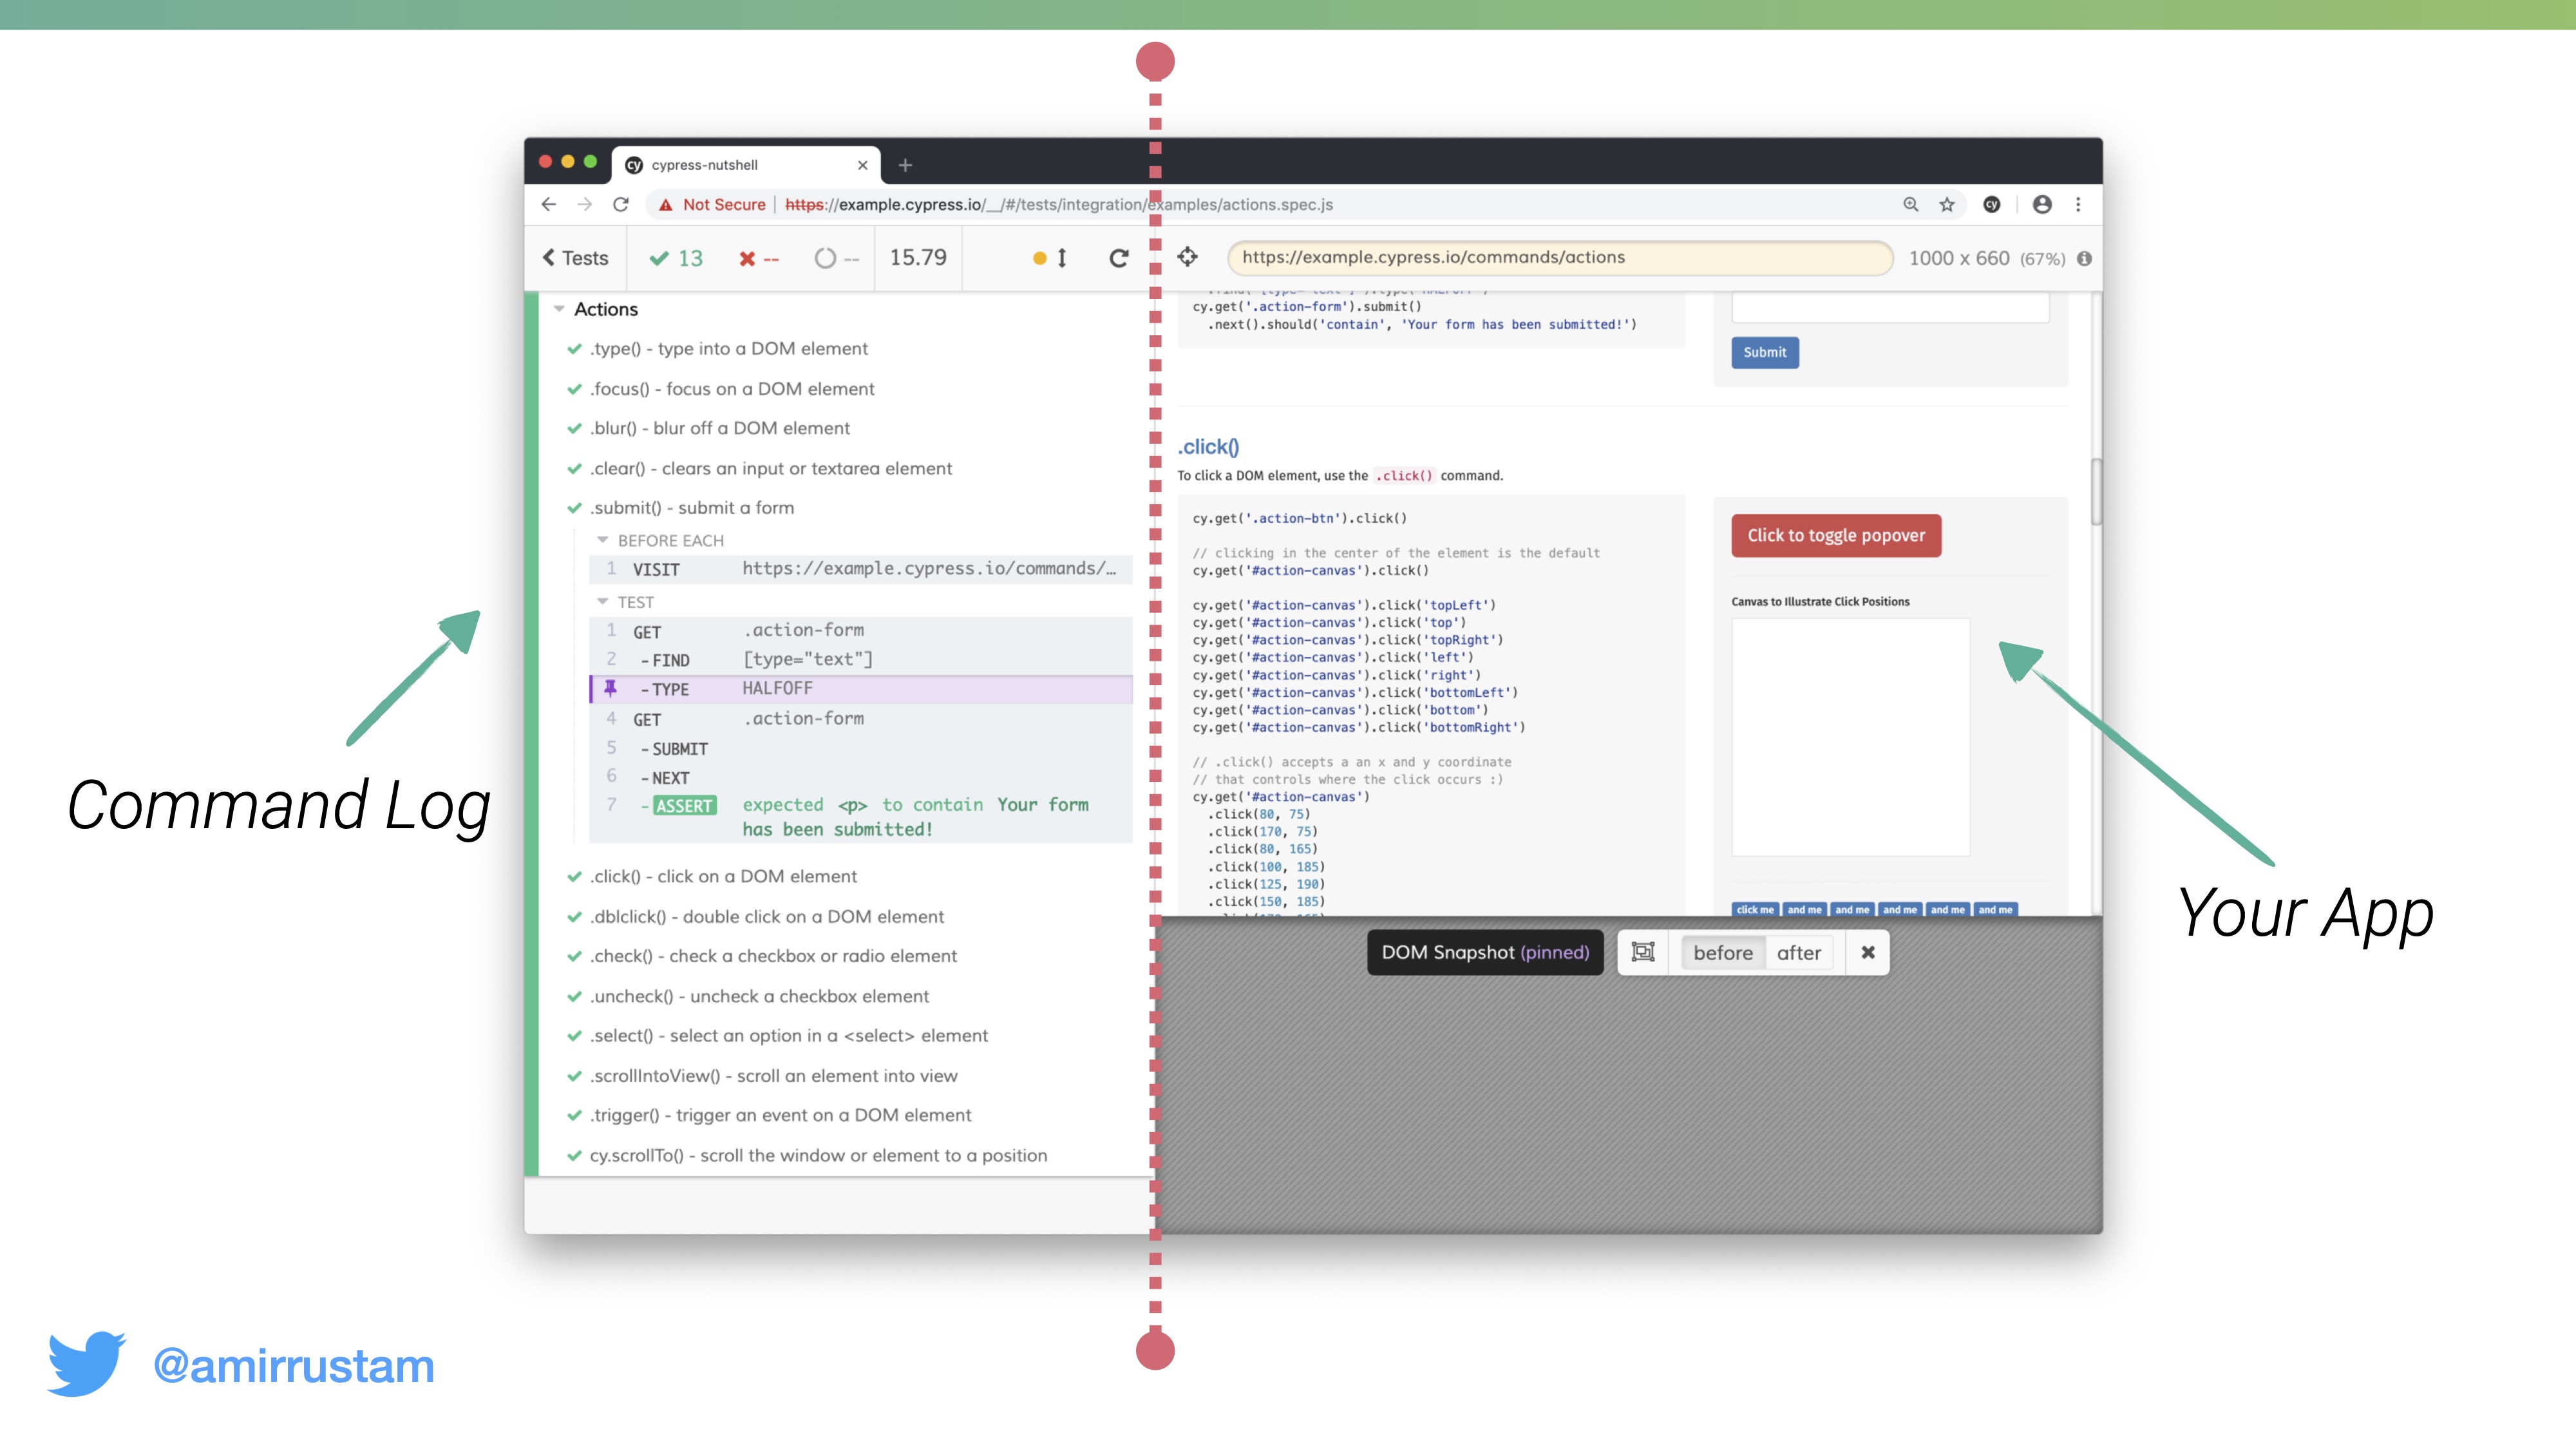 cypress-nutshell
Not Secure | https://example.cypress.io/__/#/tests/integration/examples/actions.spec.js
Tests 13 -- -- 15.79
https://example.cypress.io/commands/actions 1000 x 660 (67%)
Actions
.type() - type into a DOM element
.focus() - focus on a DOM element
.blur() - blur off a DOM element
.clear() - clears an input or textarea element
.submit() - submit a form
BEFORE EACH
1 VISIT https://example.cypress.io/commands/…
TEST
1 GET .action-form
2 - FIND [type="text"]
- TYPE HALFOFF
4 GET .action-form
5 - SUBMIT
6 - NEXT
7 - ASSERT expected <p> to contain Your form
has been submitted!
.click() - click on a DOM element
.dblclick() - double click on a DOM element
.check() - check a checkbox or radio element
.uncheck() - uncheck a checkbox element
.select() - select an option in a <select> element
.scrollIntoView() - scroll an element into view
.trigger() - trigger an event on a DOM element
cy.scrollTo() - scroll the window or element to a position
cy.get('.action-form').submit()
.next().should('contain', 'Your form has been submitted!')
Submit
.click()
To click a DOM element, use the .click() command.
cy.get('.action-btn').click()
// clicking in the center of the element is the default
cy.get('#action-canvas').click()
cy.get('#action-canvas').click('topLeft')
cy.get('#action-canvas').click('top')
cy.get('#action-canvas').click('topRight')
cy.get('#action-canvas').click('left')
cy.get('#action-canvas').click('right')
cy.get('#action-canvas').click('bottomLeft')
cy.get('#action-canvas').click('bottom')
cy.get('#action-canvas').click('bottomRight')
// .click() accepts a an x and y coordinate
// that controls where the click occurs :)
cy.get('#action-canvas')
.click(80, 75)
.click(170, 75)
.click(80, 165)
.click(100, 185)
.click(125, 190)
.click(150, 185)
Click to toggle popover
Canvas to Illustrate Click Positions
click me and me and me and me and me and me
DOM Snapshot (pinned) before after
Command Log
Your App
@amirrustam